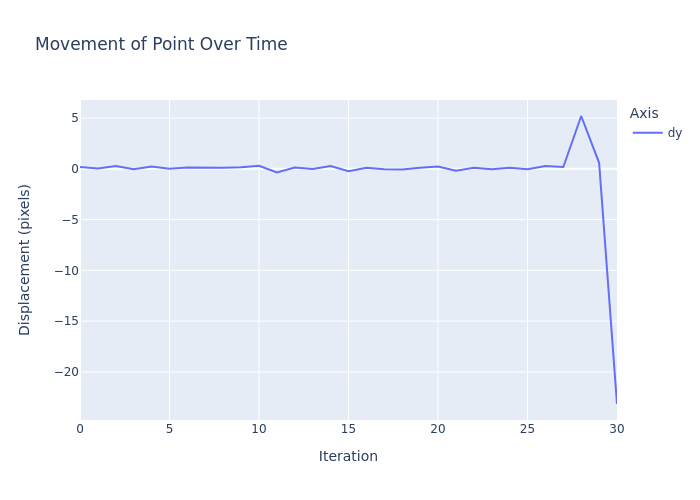 Movement of Point Over Time
Axis
dy
5
0
−5
−10
−15
−20
Displacement (pixels)
0 5 10 15 20 25 30
Iteration